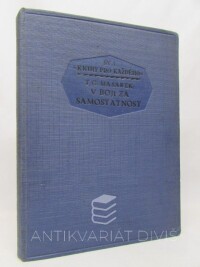 KNIHY PRO KAŽDÉHO
T. G. MASARYK:
V BOJI ZA
SAMOSTATNOST
ANTIKVARIÁT DIVIŠ